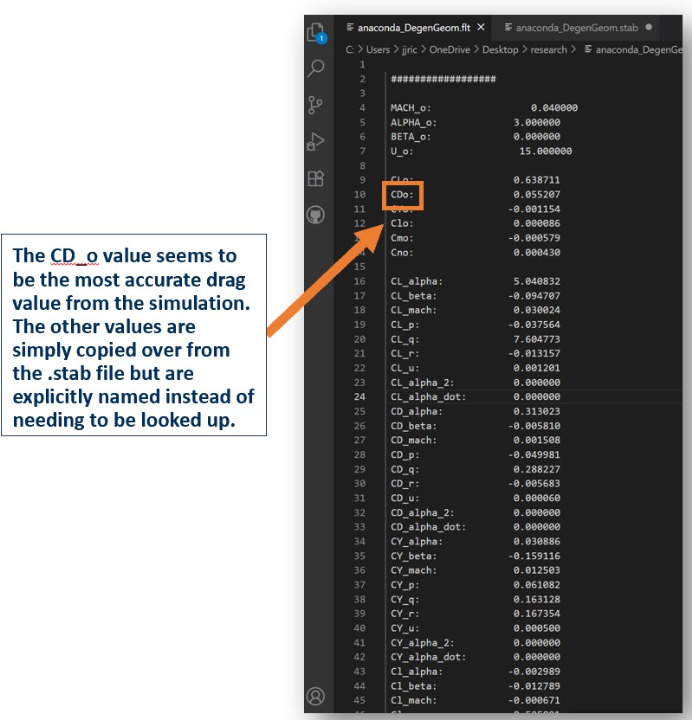 anaconda_DegenGeom.flt × anaconda_DegenGeom.stab
C: > Users > jjric > OneDrive > Desktop > research > anaconda_DegenGe
1
2 ##################
3
4 MACH_o: 0.040000
5 ALPHA_o: 3.000000
6 BETA_o: 0.000000
7 U_o: 15.000000
8
9 CLo: 0.638711
10 CDo: 0.055207
11 CYo: -0.001154
12 Clo: 0.000086
Cmo: -0.000579
Cno: 0.000430
15
16 CL_alpha: 5.040832
17 CL_beta: -0.094707
18 CL_mach: 0.030024
19 CL_p: -0.037564
20 CL_q: 7.604773
21 CL_r: -0.013157
22 CL_u: 0.001201
23 CL_alpha_2: 0.000000
24 CL_alpha_dot: 0.000000
25 CD_alpha: 0.313023
26 CD_beta: -0.005810
27 CD_mach: 0.001508
28 CD_p: -0.049981
29 CD_q: 0.288227
30 CD_r: -0.005683
31 CD_u: 0.000060
32 CD_alpha_2: 0.000000
33 CD_alpha_dot: 0.000000
34 CY_alpha: 0.030886
35 CY_beta: -0.159116
36 CY_mach: 0.012503
37 CY_p: 0.061082
38 CY_q: 0.163128
39 CY_r: 0.167354
40 CY_u: 0.000500
41 CY_alpha_2: 0.000000
42 CY_alpha_dot: 0.000000
43 Cl_alpha: -0.002989
44 Cl_beta: -0.012789
45 Cl_mach: -0.000671
1
The CD_o value seems to
be the most accurate drag
value from the simulation.
The other values are
simply copied over from
the .stab file but are
explicitly named instead of
needing to be looked up.